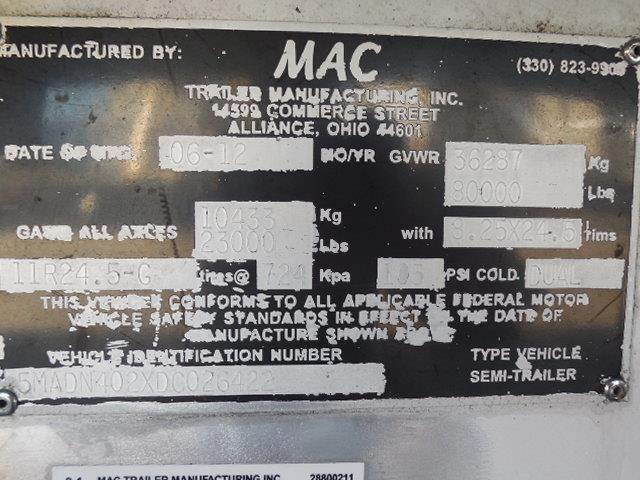 MANUFACTURED BY: MAC (330) 823-990
TRAILER MANUFACTURING, INC.
14599 COMMERCE STREET
ALLIANCE, OHIO 44601
DATE OF MFG. 06-12 MO/YR GVWR 36287 Kg
80000 Lbs
GAWR ALL AXLES 10433 Kg with 8.25X24.5 rims
23000 Lbs
11R24.5-G tires@ 724 Kpa 105 PSI COLD. DUAL
THIS VEHICLE CONFORMS TO ALL APPLICABLE FEDERAL MOTOR
VEHICLE SAFETY STANDARDS IN EFFECT ON THE DATE OF
MANUFACTURE SHOWN ABOVE
VEHICLE IDENTIFICATION NUMBER TYPE VEHICLE
5MADN402XDC026422 SEMI-TRAILER
MAC TRAILER MANUFACTURING INC 28800211